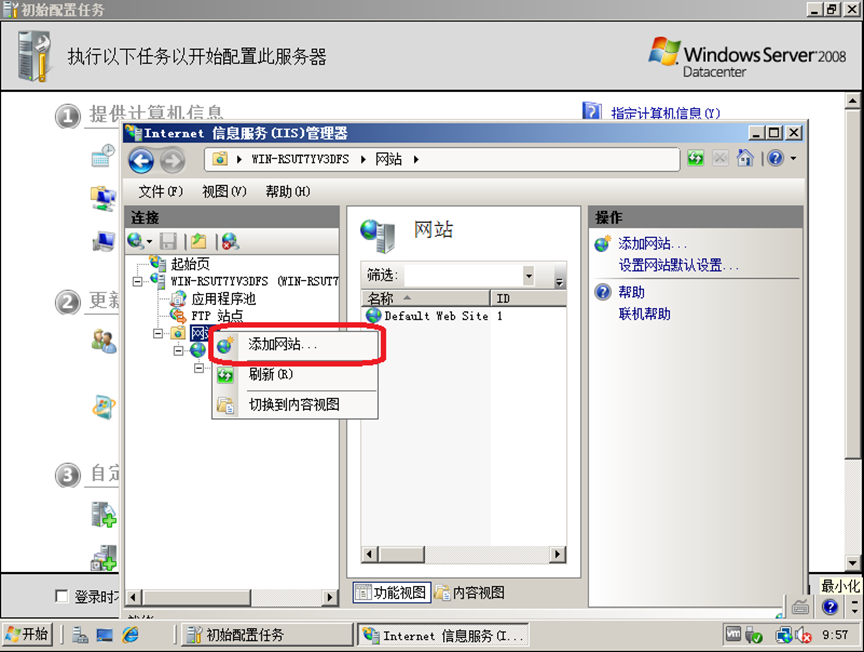 初始配置任务
执行以下任务以开始配置此服务器
Windows Server 2008
Datacenter
1 提供计算机信息
指定计算机信息(Y)
Internet 信息服务(IIS)管理器
WIN-RSUT7YV3DFS
网站
文件(F) 视图(V) 帮助(H)
连接
起始页
WIN-RSUT7YV3DFS (WIN-RSUT7
应用程序池
FTP 站点
网
添加网站...
刷新(R)
切换到内容视图
网站
筛选:
名称 ID
Default Web Site 1
功能视图 内容视图
操作
添加网站...
设置网站默认设置...
帮助
联机帮助
2 更新
3 自定
登录时不
最小化
开始
初始配置任务
Internet 信息服务(I...
9:57